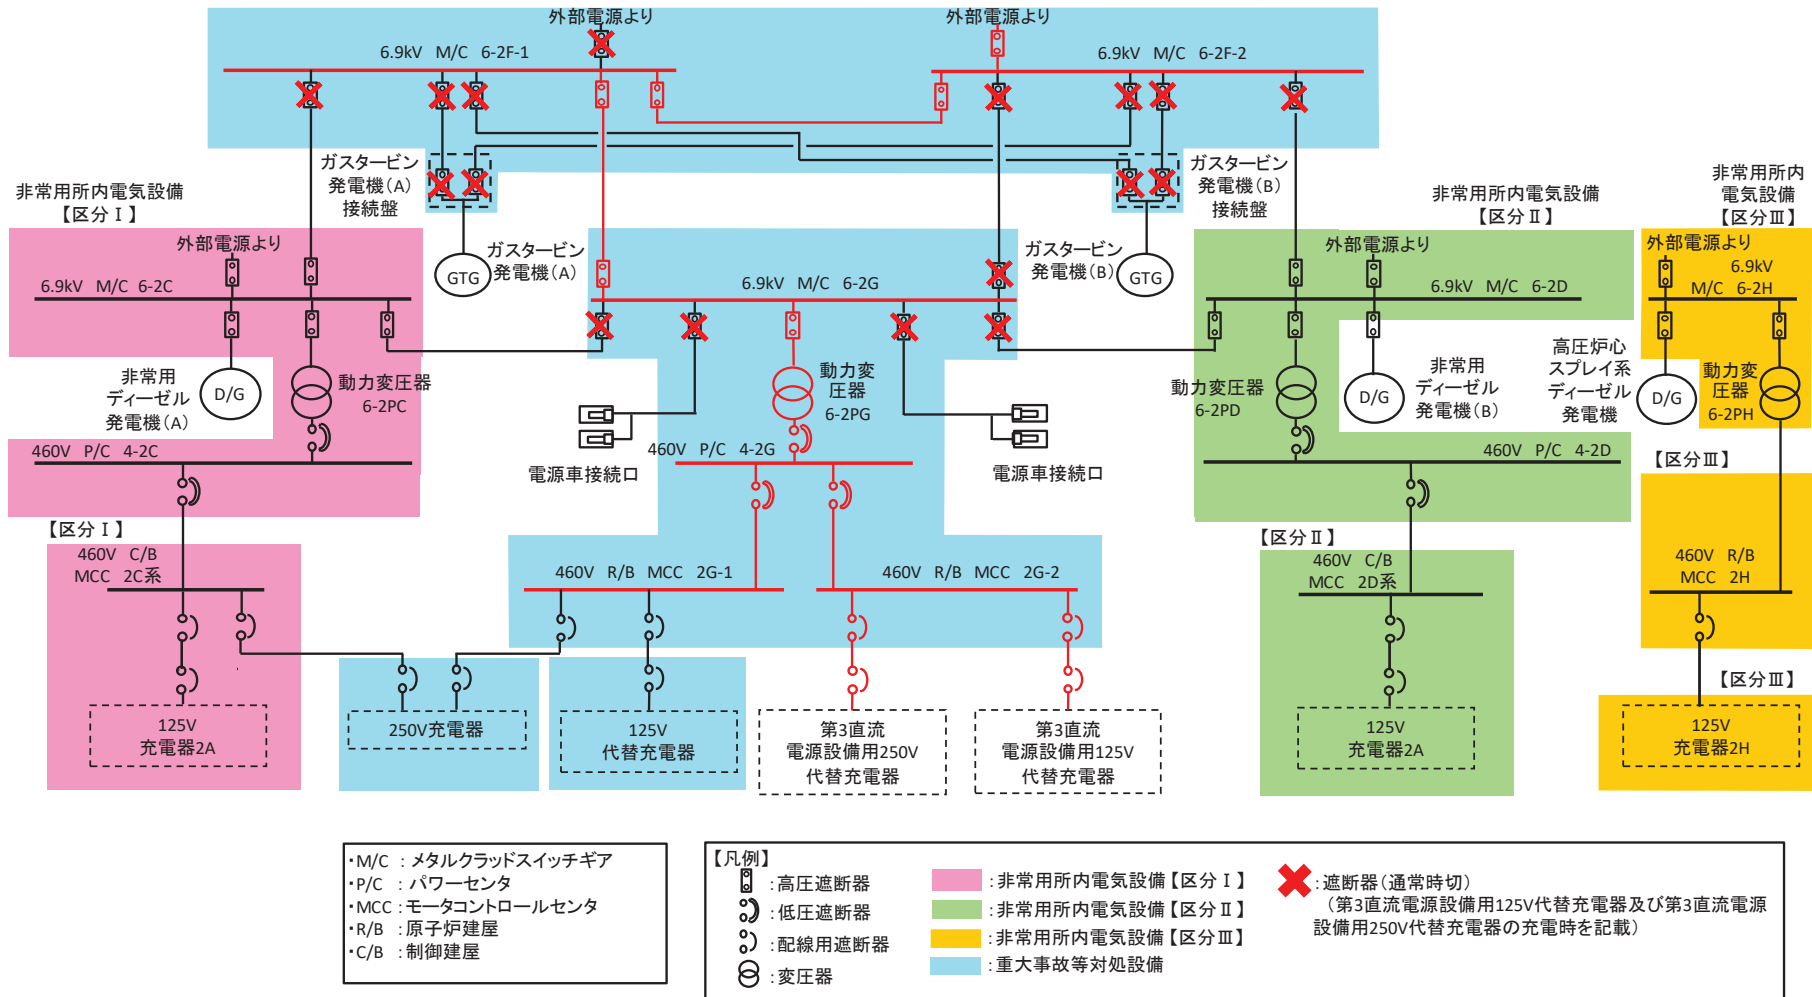 外部電源より
外部電源より
6.9kV M/C 6-2F-1
6.9kV M/C 6-2F-2
ガスタービン
発電機(A)
接続盤
ガスタービン
発電機(B)
接続盤
非常用所内電気設備
【区分Ⅰ】
非常用所内電気設備
【区分Ⅱ】
非常用所内
電気設備
【区分Ⅲ】
外部電源より
GTG
ガスタービン
発電機(A)
ガスタービン
発電機(B)
GTG
外部電源より
外部電源より
6.9kV M/C 6-2C
6.9kV M/C 6-2G
6.9kV M/C 6-2D
6.9kV
M/C 6-2H
非常用
ディーゼル
発電機(A)
D/G
動力変圧器
6-2PC
動力変
圧器
6-2PG
動力変圧器
6-2PD
D/G
非常用
ディーゼル
発電機(B)
高圧炉心
スプレイ系
ディーゼル
発電機
D/G
動力変
圧器
6-2PH
460V P/C 4-2C
460V P/C 4-2G
460V P/C 4-2D
電源車接続口
電源車接続口
【区分Ⅰ】
【区分Ⅱ】
【区分Ⅲ】
460V C/B
MCC 2C系
460V R/B MCC 2G-1
460V R/B MCC 2G-2
460V C/B
MCC 2D系
460V R/B
MCC 2H
【区分Ⅲ】
125V
充電器2A
250V充電器
125V
代替充電器
第3直流
電源設備用250V
代替充電器
第3直流
電源設備用125V
代替充電器
125V
充電器2A
125V
充電器2H
・M/C : メタルクラッドスイッチギア
・P/C : パワーセンタ
・MCC : モータコントロールセンタ
・R/B : 原子炉建屋
・C/B : 制御建屋
【凡例】
:高圧遮断器
:低圧遮断器
:配線用遮断器
:変圧器
:非常用所内電気設備【区分Ⅰ】
:非常用所内電気設備【区分Ⅱ】
:非常用所内電気設備【区分Ⅲ】
:重大事故等対処設備
:遮断器(通常時切)
(第3直流電源設備用125V代替充電器及び第3直流電源
設備用250V代替充電器の充電時を記載)